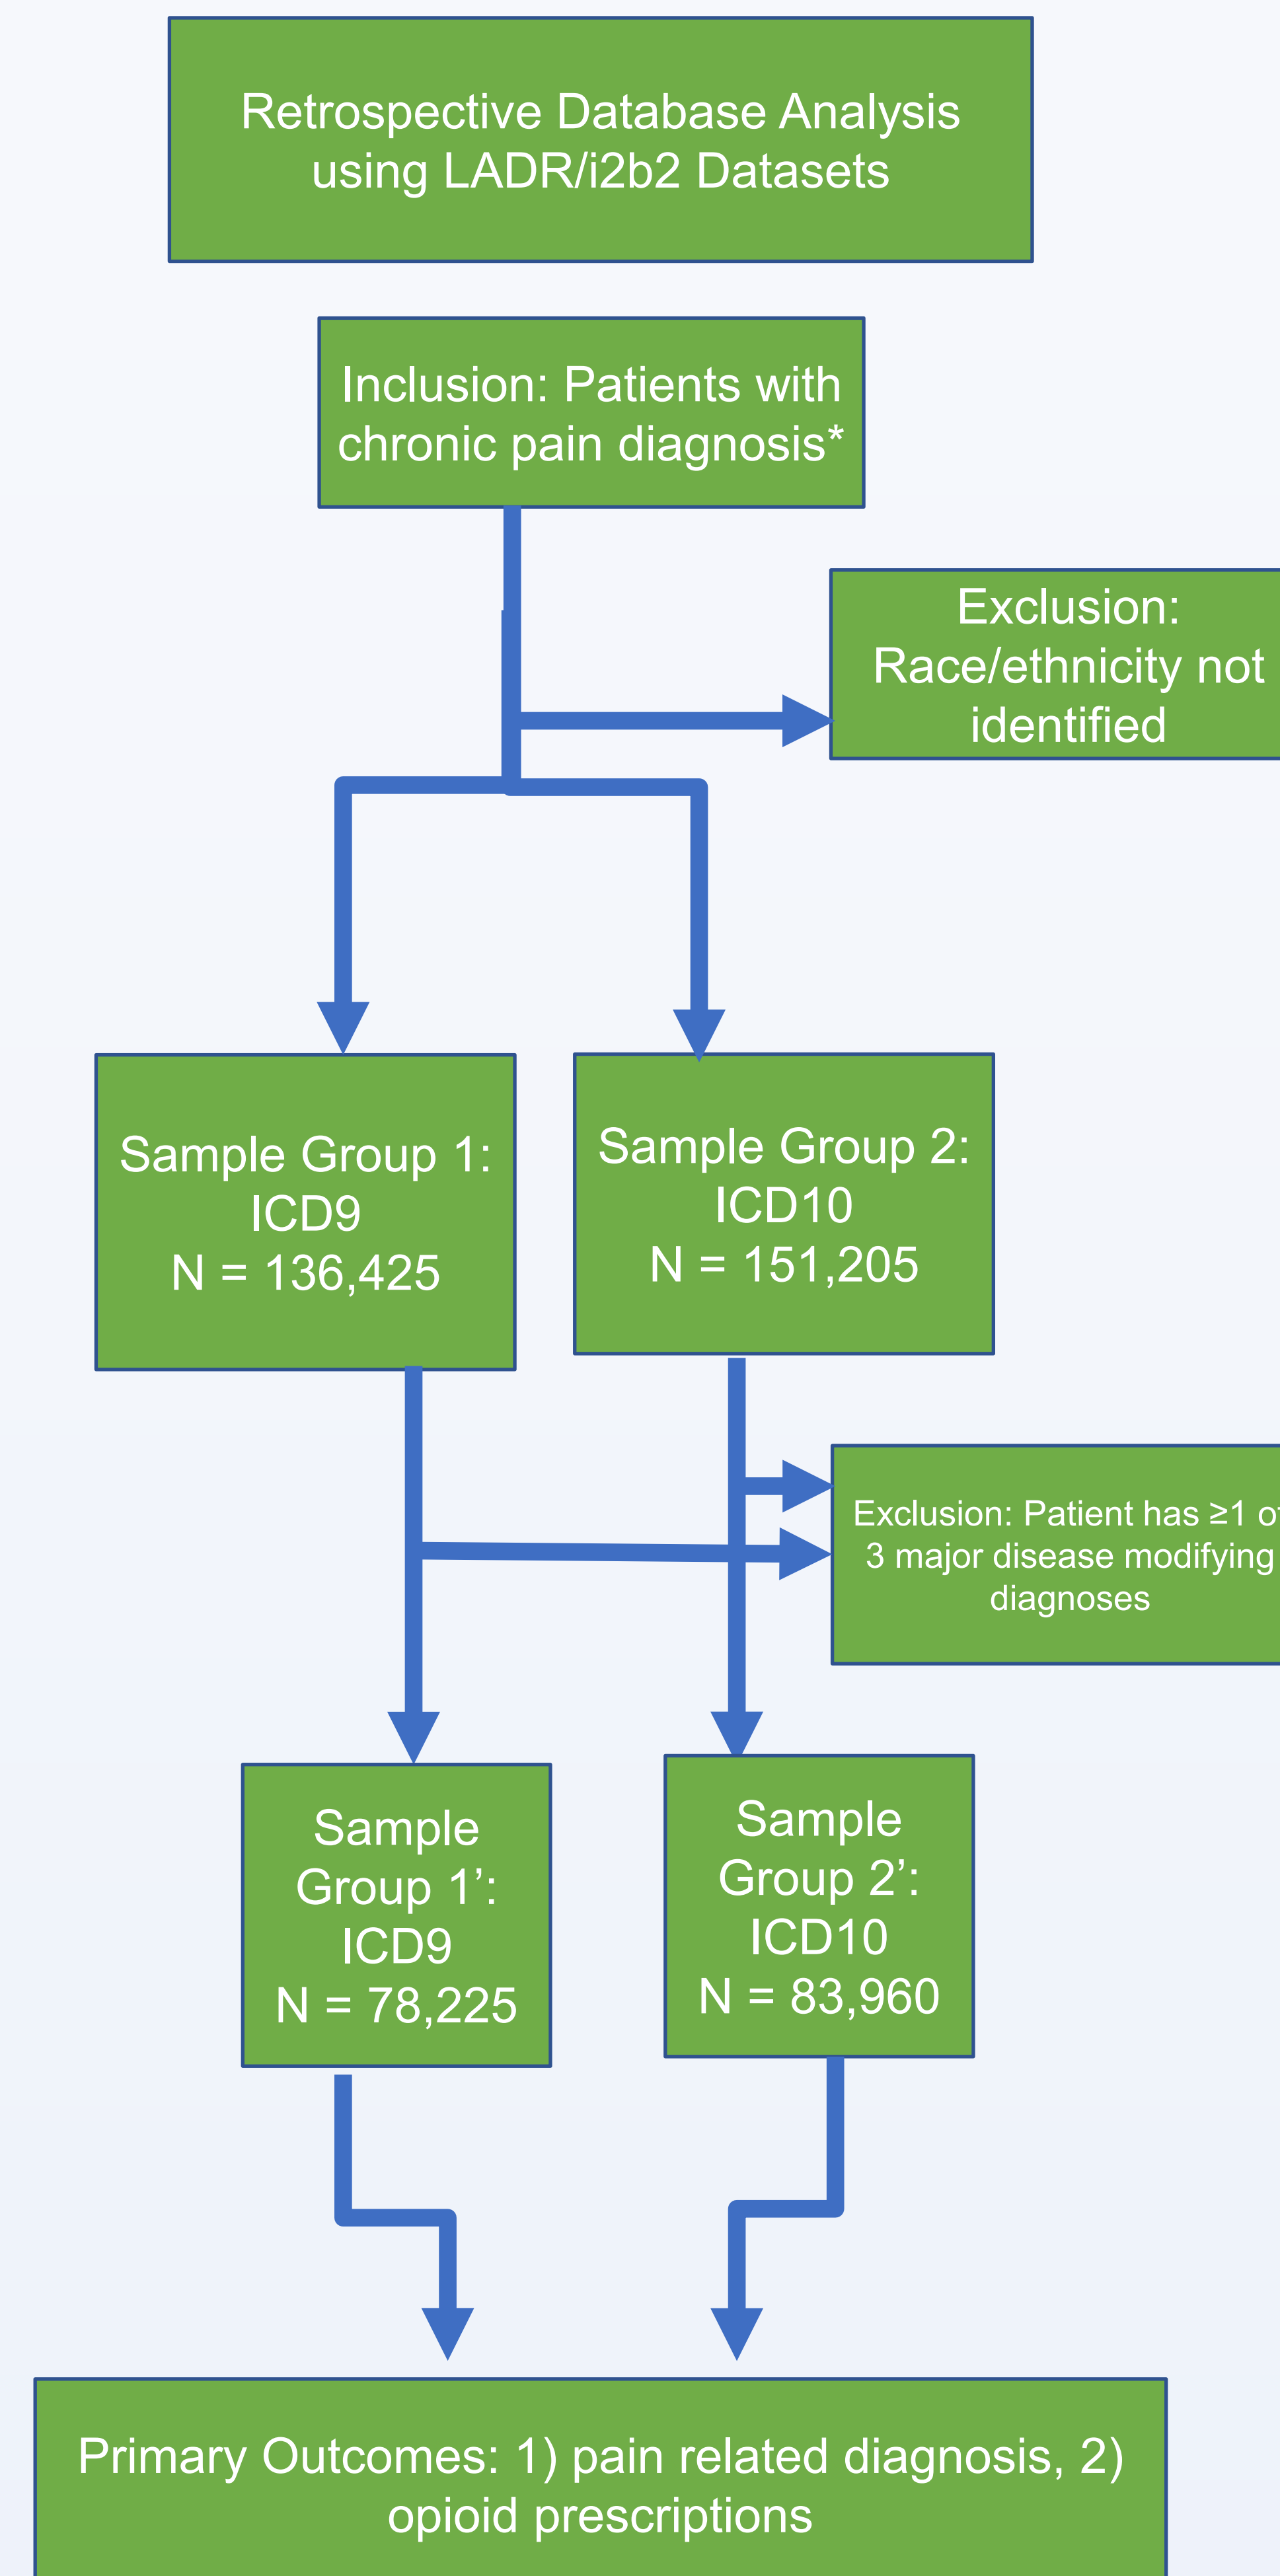 Retrospective Database Analysis
using LADR/i2b2 Datasets
Inclusion: Patients with
chronic pain diagnosis*
Exclusion:
Race/ethnicity not
identified
Sample Group 1:
ICD9
N = 136,425
Sample Group 2:
ICD10
N = 151,205
Exclusion: Patient has ≥1 of
3 major disease modifying
diagnoses
Sample
Group 1’:
ICD9
N = 78,225
Sample
Group 2’:
ICD10
N = 83,960
Primary Outcomes: 1) pain related diagnosis, 2)
opioid prescriptions